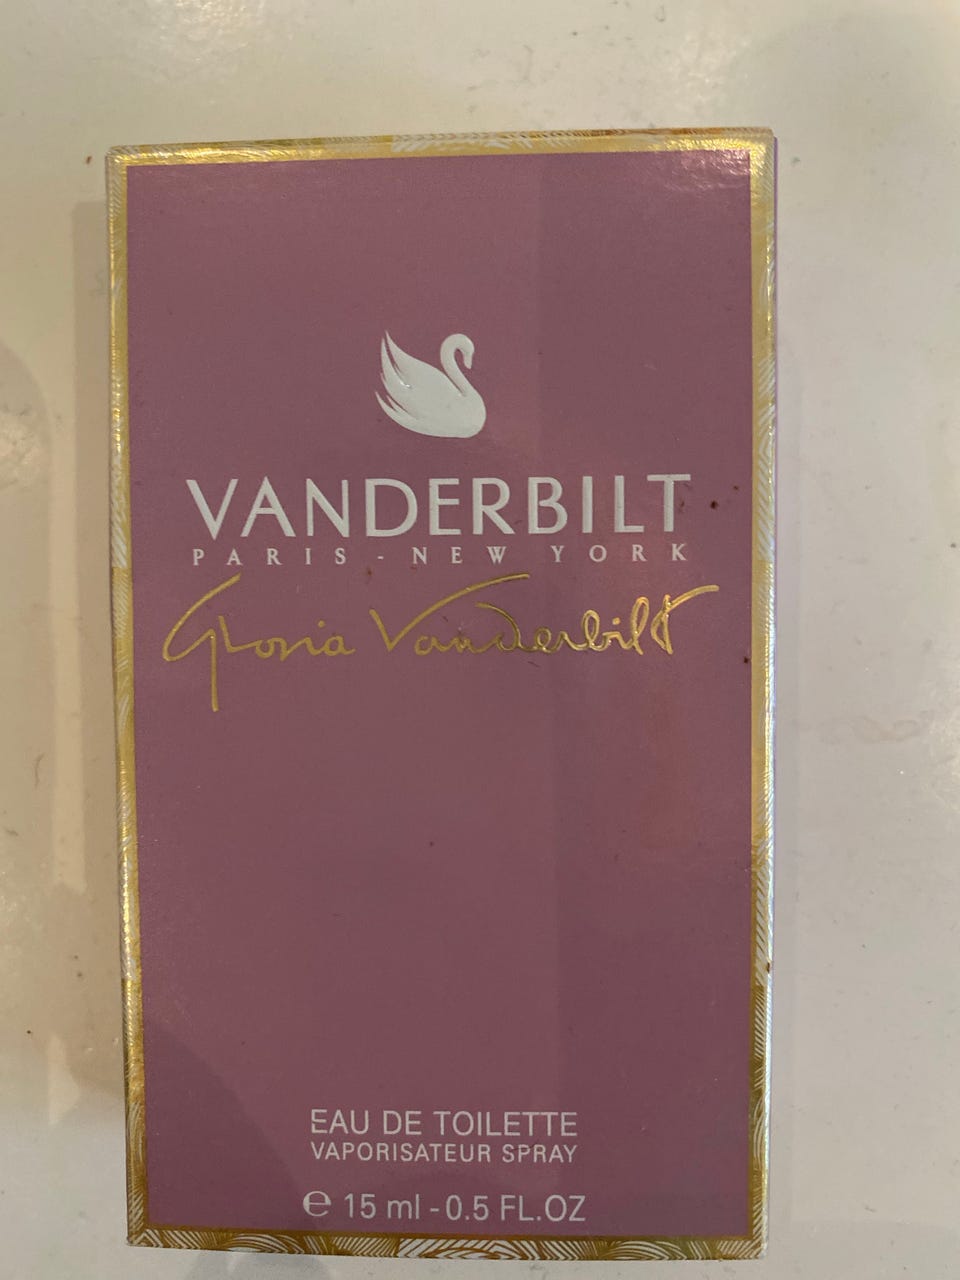 VANDERBILT
PARIS - NEW YORK
Gloria Vanderbilt
EAU DE TOILETTE
VAPORISATEUR SPRAY
℮ 15 ml - 0.5 FL.OZ